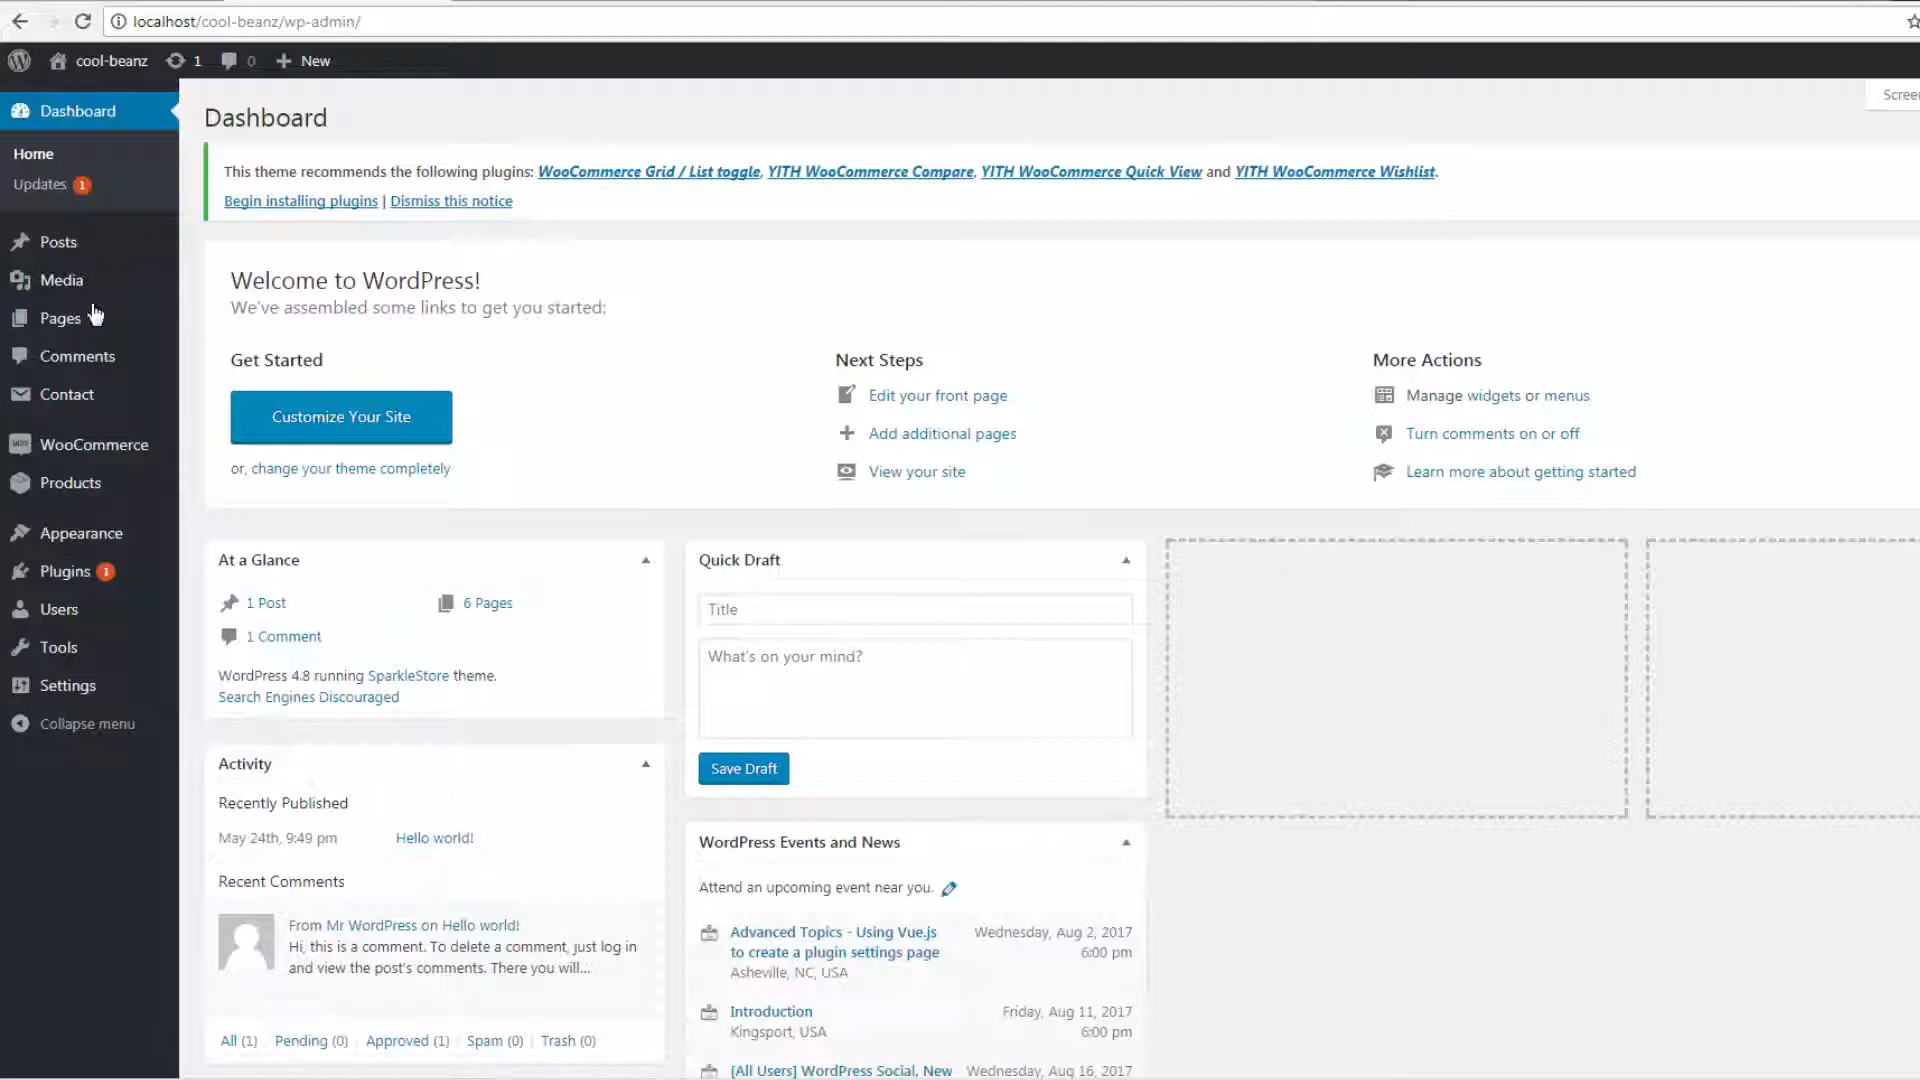 localhost/cool-beanz/wp-admin/
cool-beanz 1 0 New
Dashboard
Home
Updates 1
Posts
Media
Pages
Comments
Contact
WooCommerce
Products
Appearance
Plugins 1
Users
Tools
Settings
Collapse menu
Dashboard
This theme recommends the following plugins: WooCommerce Grid / List toggle, YITH WooCommerce Compare, YITH WooCommerce Quick View and YITH WooCommerce Wishlist.
Begin installing plugins | Dismiss this notice
Welcome to WordPress!
We've assembled some links to get you started:
Get Started
Customize Your Site
or, change your theme completely
Next Steps
Edit your front page
Add additional pages
View your site
More Actions
Manage widgets or menus
Turn comments on or off
Learn more about getting started
At a Glance
1 Post 6 Pages
1 Comment
WordPress 4.8 running SparkleStore theme.
Search Engines Discouraged
Activity
Recently Published
May 24th, 9:49 pm Hello world!
Recent Comments
From Mr WordPress on Hello world!
Hi, this is a comment. To delete a comment, just log in
and view the post's comments. There you will...
All (1) Pending (0) Approved (1) Spam (0) Trash (0)
Quick Draft
Title
What's on your mind?
Save Draft
WordPress Events and News
Attend an upcoming event near you.
Advanced Topics - Using Vue.js Wednesday, Aug 2, 2017
to create a plugin settings page 6:00 pm
Asheville, NC, USA
Introduction Friday, Aug 11, 2017
Kingsport, USA 6:00 pm
[All Users] WordPress Social, New Wednesday, Aug 16, 2017